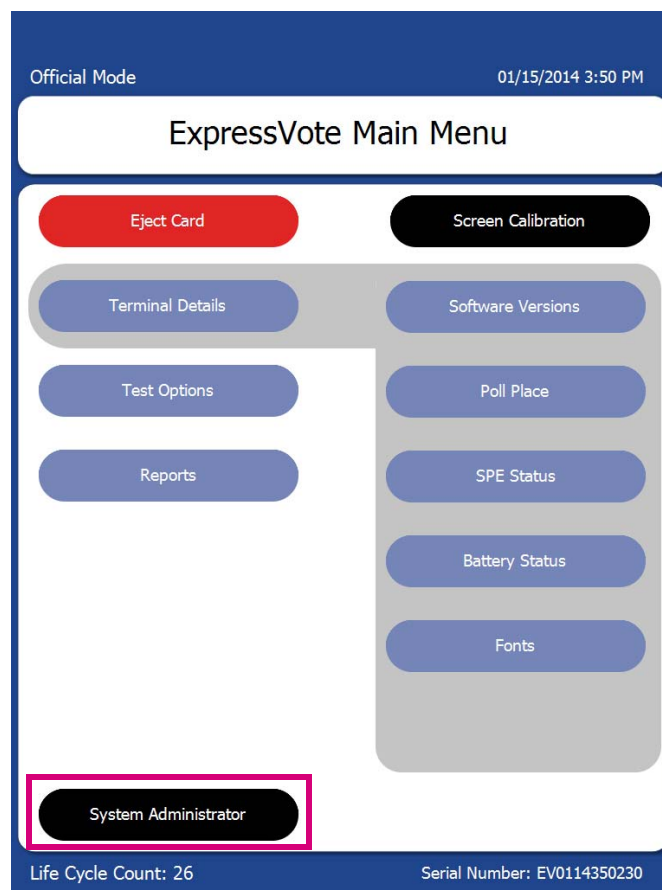 Official Mode 01/15/2014 3:50 PM
ExpressVote Main Menu
Eject Card Screen Calibration
Terminal Details Software Versions
Test Options Poll Place
Reports SPE Status
Battery Status
Fonts
System Administrator
Life Cycle Count: 26 Serial Number: EV0114350230